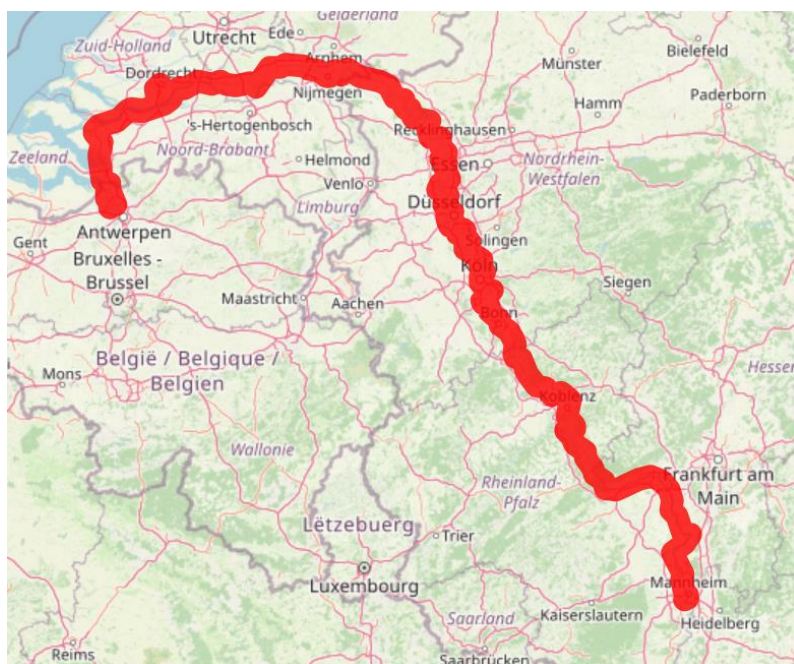 Gelderland
Zuid-Holland
Utrecht
Ede
Bielefeld
Arnhem
Münster
Dordrecht
Nijmegen
Paderborn
Hamm
's-Hertogenbosch
Recklinghausen
Zeeland
Noord-Brabant
Helmond
Essen
Nordrhein-
Westfalen
Venlo
Limburg
Düsseldorf
Antwerpen
Gent
Solingen
Bruxelles -
Brussel
Köln
Siegen
Maastricht
Aachen
Bonn
België / Belgique /
Belgien
Mons
Hessen
Koblenz
Wallonie
Frankfurt am
Main
Rheinland-
Pfalz
Lëtzebuerg
Trier
Luxembourg
Mannheim
Kaiserslautern
Heidelberg
Saarland
Reims
Saarbrücken